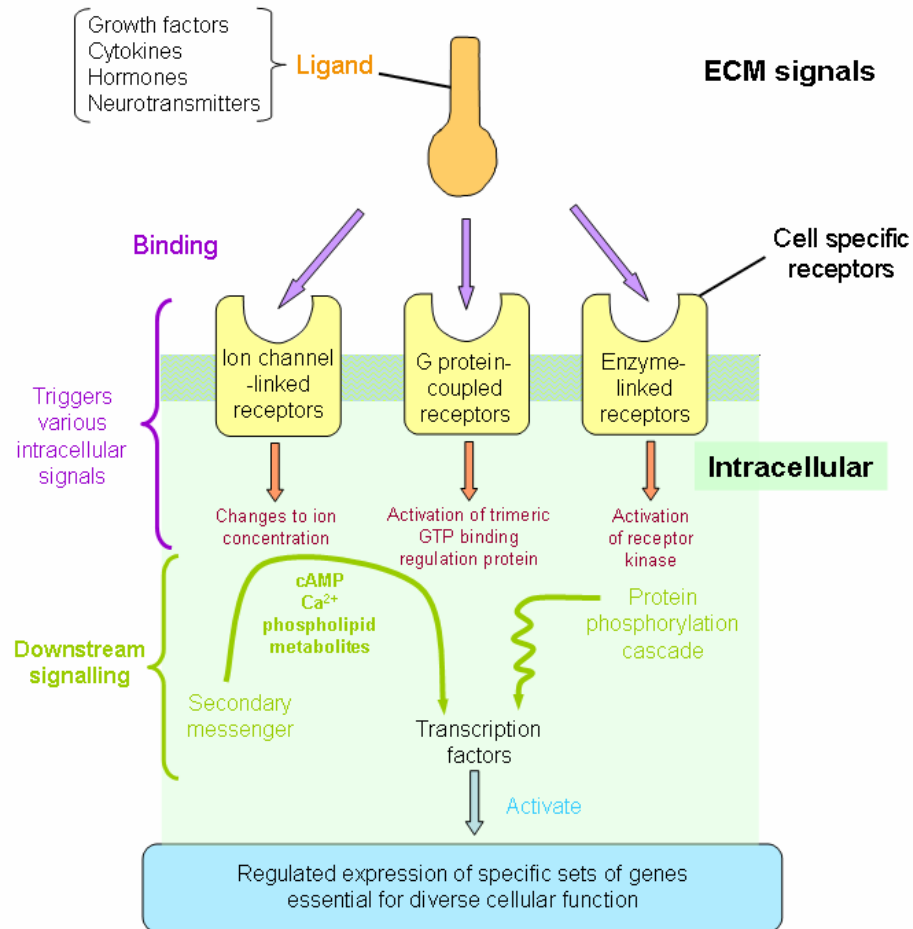 Growth factors
Cytokines
Hormones
Neurotransmitters
Ligand
ECM signals
Binding
Cell specific
receptors
Ion channel
-linked
receptors
G protein-
coupled
receptors
Enzyme-
linked
receptors
Triggers
various
intracellular
signals
Intracellular
Changes to ion
concentration
Activation of trimeric
GTP binding
regulation protein
Activation
of receptor
kinase
cAMP
Ca²⁺
phospholipid
metabolites
Protein
phosphorylation
cascade
Downstream
signalling
Secondary
messenger
Transcription
factors
Activate
Regulated expression of specific sets of genes
essential for diverse cellular function